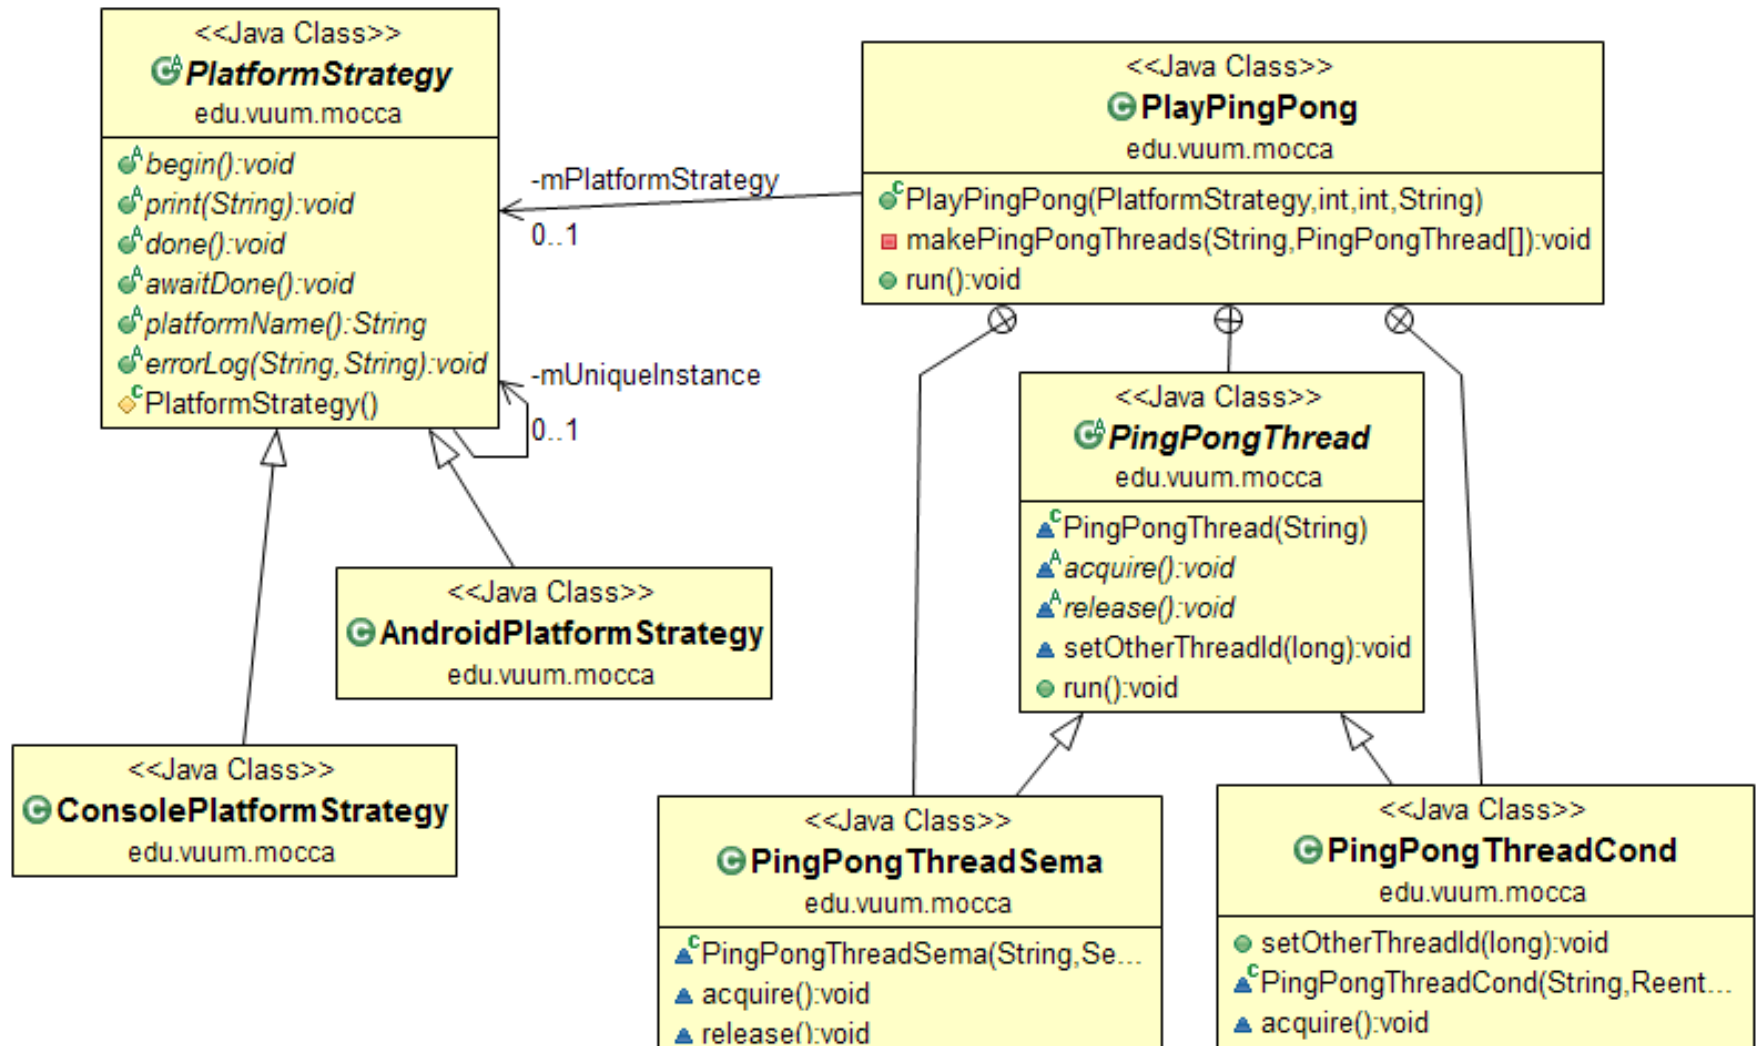 <<Java Class>>
PlatformStrategy
edu.vuum.mocca
begin():void
print(String):void
done():void
awaitDone():void
platformName():String
errorLog(String,String):void
PlatformStrategy()
-mPlatformStrategy
0..1
-mUniqueInstance
0..1
<<Java Class>>
PlayPingPong
edu.vuum.mocca
PlayPingPong(PlatformStrategy,int,int,String)
makePingPongThreads(String,PingPongThread[]):void
run():void
<<Java Class>>
PingPongThread
edu.vuum.mocca
PingPongThread(String)
acquire():void
release():void
setOtherThreadId(long):void
run():void
<<Java Class>>
AndroidPlatformStrategy
edu.vuum.mocca
<<Java Class>>
ConsolePlatformStrategy
edu.vuum.mocca
<<Java Class>>
PingPongThreadSema
edu.vuum.mocca
PingPongThreadSema(String,Se...
acquire():void
release():void
<<Java Class>>
PingPongThreadCond
edu.vuum.mocca
setOtherThreadId(long):void
PingPongThreadCond(String,Reent...
acquire():void